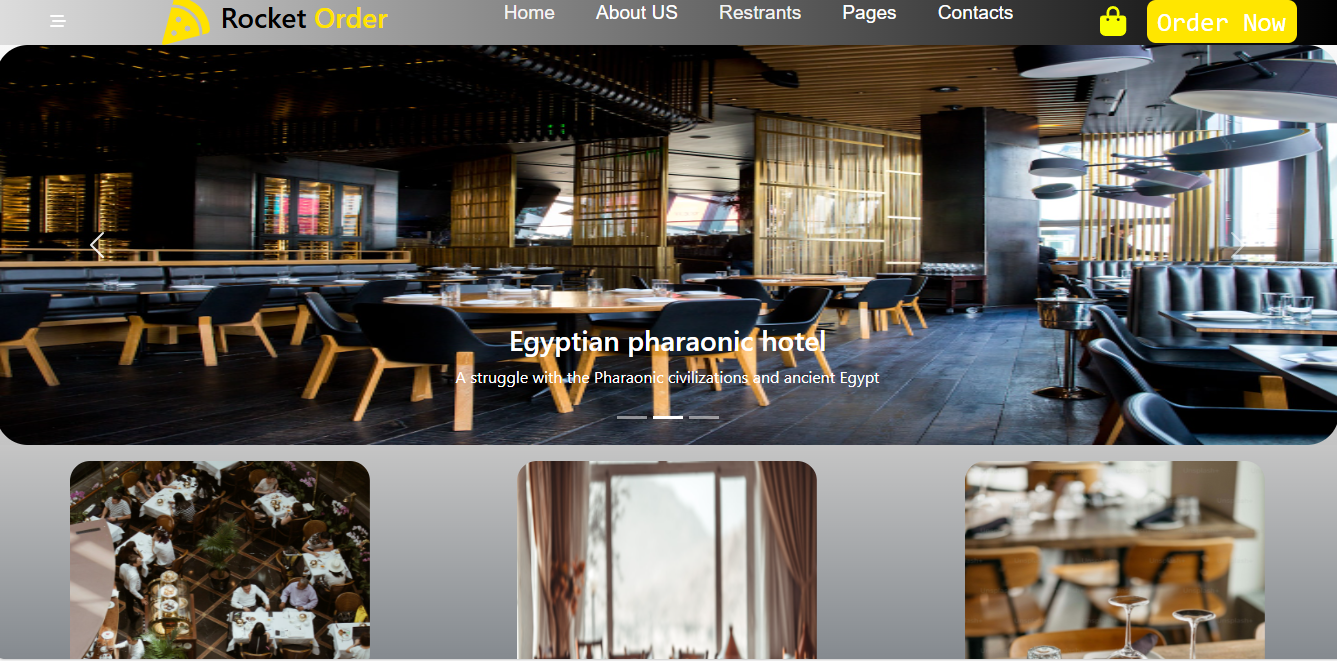 Rocket Order
Home About US Restrants Pages Contacts
Order Now
Egyptian pharaonic hotel
A struggle with the Pharaonic civilizations and ancient Egypt